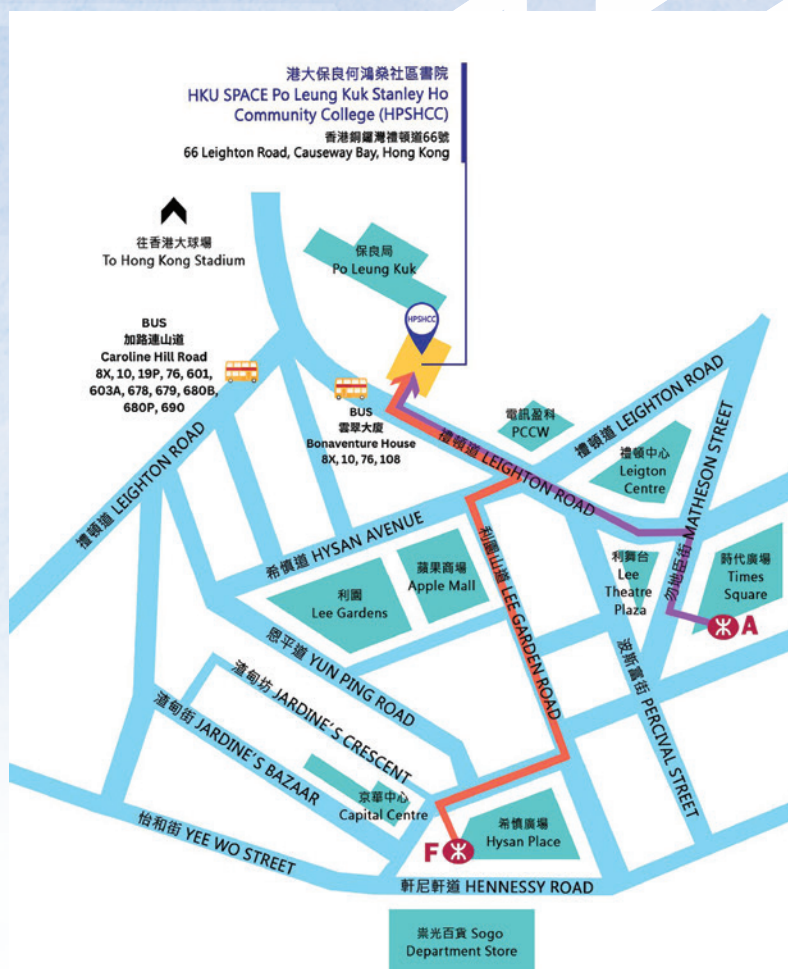 港大保良何鴻燊社區書院
HKU SPACE Po Leung Kuk Stanley Ho
Community College (HPSHCC)
香港銅鑼灣禮頓道66號
66 Leighton Road, Causeway Bay, Hong Kong
往香港大球場
To Hong Kong Stadium
保良局
Po Leung Kuk
HPSHCC
BUS
加路連山道
Caroline Hill Road
8X, 10, 19P, 76, 601,
603A, 678, 679, 680B,
680P, 690
BUS
雲翠大廈
Bonaventure House
8X, 10, 76, 108
電訊盈科
PCCW
禮頓道 LEIGHTON ROAD
禮頓道 LEIGHTON ROAD
禮頓道 LEIGHTON ROAD
禮頓中心
Leigton
Centre
勿地臣街 MATHESON STREET
希慎道 HYSAN AVENUE
利園
Lee Gardens
蘋果商場
Apple Mall
利園山道 LEE GARDEN ROAD
利舞台
Lee
Theatre
Plaza
時代廣場
Times
Square
A
恩平道 YUN PING ROAD
渣甸坊 JARDINE'S CRESCENT
渣甸街 JARDINE'S BAZAAR
波斯富街 PERCIVAL STREET
京華中心
Capital Centre
希慎廣場
Hysan Place
F
怡和街 YEE WO STREET
軒尼軒道 HENNESSY ROAD
崇光百貨 Sogo
Department Store